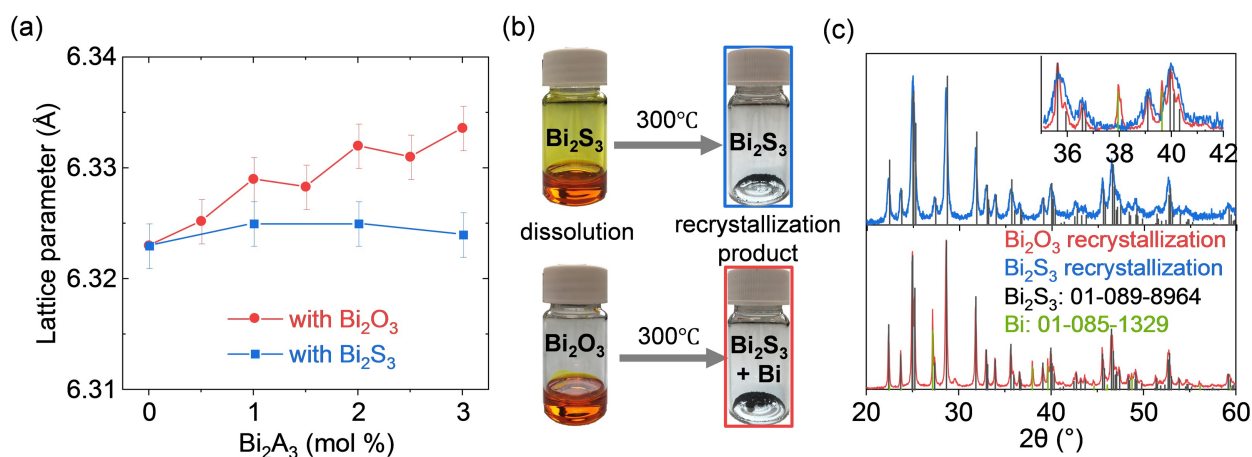 (a)
6.34
6.33
6.32
6.31
Lattice parameter (Å)
with Bi₂O₃
with Bi₂S₃
0
1
2
3
Bi₂A₃ (mol %)
(b)
Bi₂S₃
300℃
Bi₂S₃
dissolution
recrystallization
product
Bi₂O₃
300℃
Bi₂S₃
+ Bi
(c)
36
38
40
42
Bi₂O₃ recrystallization
Bi₂S₃ recrystallization
Bi₂S₃: 01-089-8964
Bi: 01-085-1329
20
30
40
50
60
2θ (°)